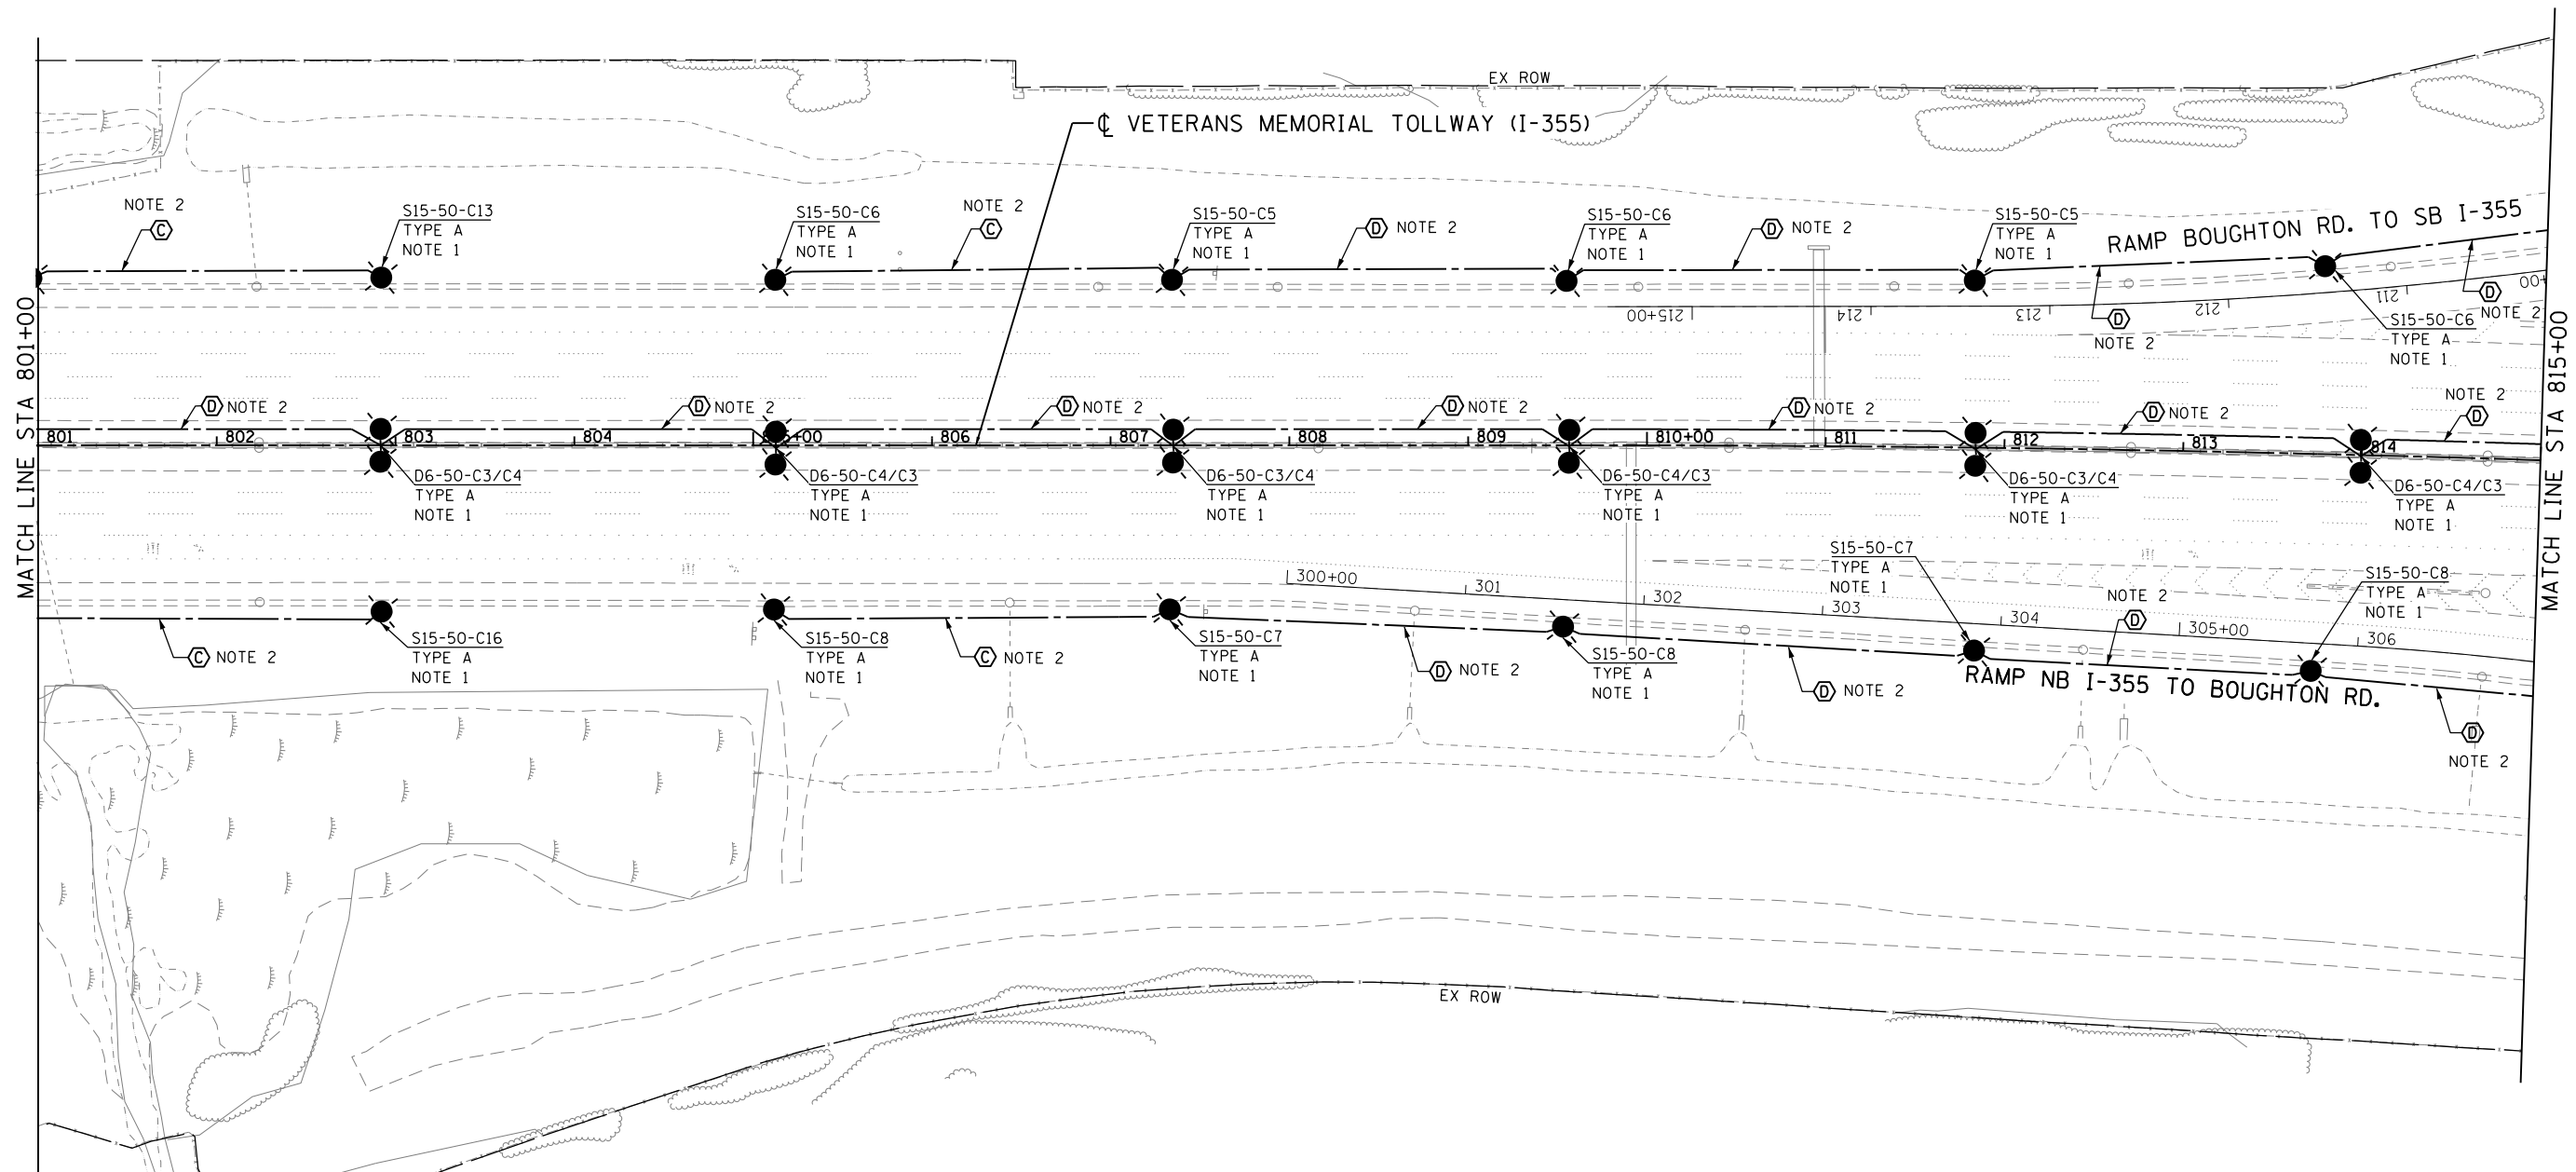 EX ROW
℄ VETERANS MEMORIAL TOLLWAY (I-355)
NOTE 2
C
S15-50-C13
TYPE A
NOTE 1
S15-50-C6
TYPE A
NOTE 1
NOTE 2
C
S15-50-C5
TYPE A
NOTE 1
D NOTE 2
S15-50-C6
TYPE A
NOTE 1
D NOTE 2
S15-50-C5
TYPE A
NOTE 1
RAMP BOUGHTON RD. TO SB I-355
D
NOTE 2
S15-50-C6
TYPE A
NOTE 1
D
NOTE 2
215+00
214
213
212
211
00+
MATCH LINE STA 801+00
MATCH LINE STA 815+00
D NOTE 2
D NOTE 2
D NOTE 2
D NOTE 2
D NOTE 2
D NOTE 2
NOTE 2
D
801
802
803
804
+00
806
807
808
809
810+00
811
812
813
814
D6-50-C3/C4
TYPE A
NOTE 1
D6-50-C4/C3
TYPE A
NOTE 1
D6-50-C3/C4
TYPE A
NOTE 1
D6-50-C4/C3
TYPE A
NOTE 1
D6-50-C3/C4
TYPE A
NOTE 1
D6-50-C4/C3
TYPE A
NOTE 1
300+00
301
302
303
304
305+00
306
C NOTE 2
S15-50-C16
TYPE A
NOTE 1
S15-50-C8
TYPE A
NOTE 1
C NOTE 2
S15-50-C7
TYPE A
NOTE 1
D NOTE 2
S15-50-C8
TYPE A
NOTE 1
D NOTE 2
S15-50-C7
TYPE A
NOTE 1
NOTE 2
D
S15-50-C8
TYPE A
NOTE 1
RAMP NB I-355 TO BOUGHTON RD.
D
NOTE 2
EX ROW